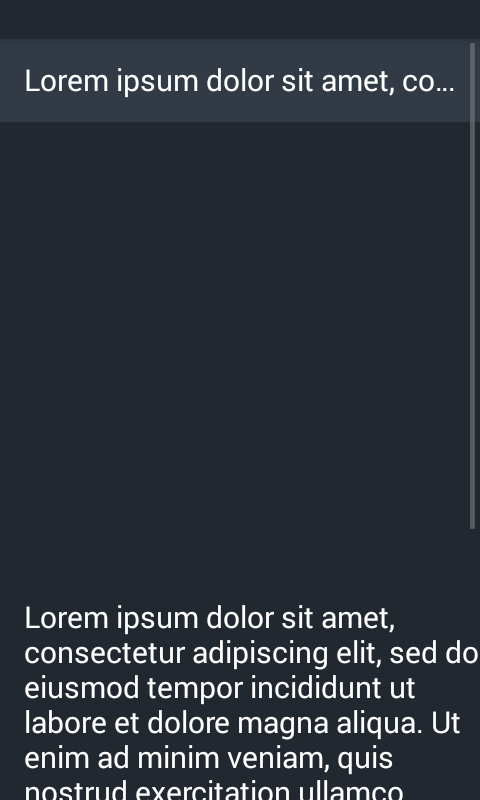 Lorem ipsum dolor sit amet, co...
Lorem ipsum dolor sit amet,
consectetur adipiscing elit, sed do
eiusmod tempor incididunt ut
labore et dolore magna aliqua. Ut
enim ad minim veniam, quis
nostrud exercitation ullamco